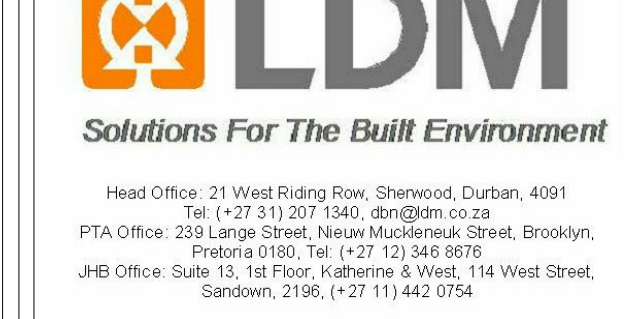 LDM
Solutions For The Built Environment
Head Office: 21 West Riding Row, Sherwood, Durban, 4091
Tel: (+27 31) 207 1340, dbn@ldm.co.za
PTA Office: 239 Lange Street, Nieuw Muckleneuk Street, Brooklyn,
Pretoria 0180, Tel: (+27 12) 346 8676
JHB Office: Suite 13, 1st Floor, Katherine & West, 114 West Street,
Sandown, 2196, (+27 11) 442 0754